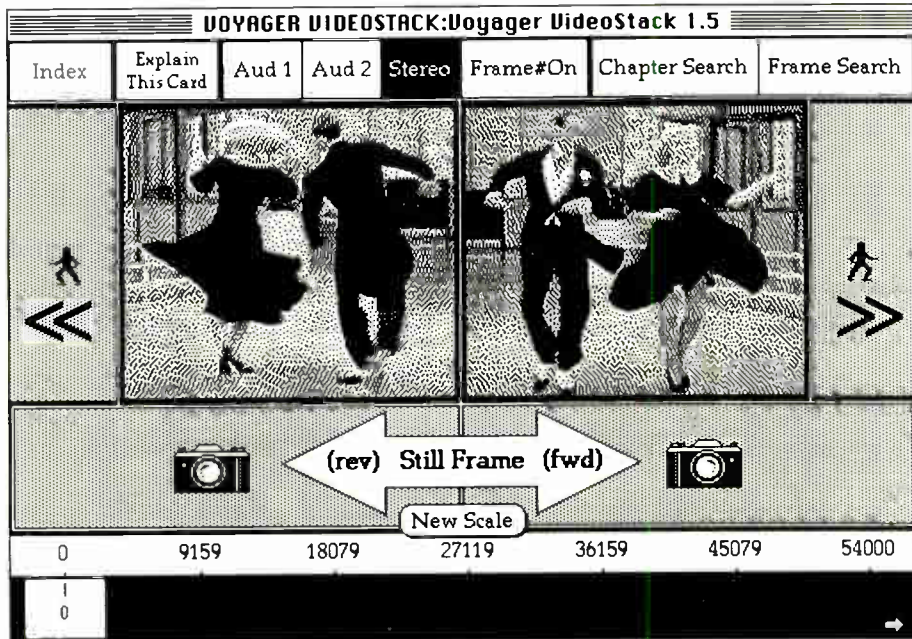 VOYAGER VIDEOSTACK:Voyager VideoStack 1.5
Index
Explain
This Card
Aud 1
Aud 2
Stereo
Frame#On
Chapter Search
Frame Search
(rev) Still Frame (fwd)
New Scale
0 9159 18079 27119 36159 45079 54000
1
0